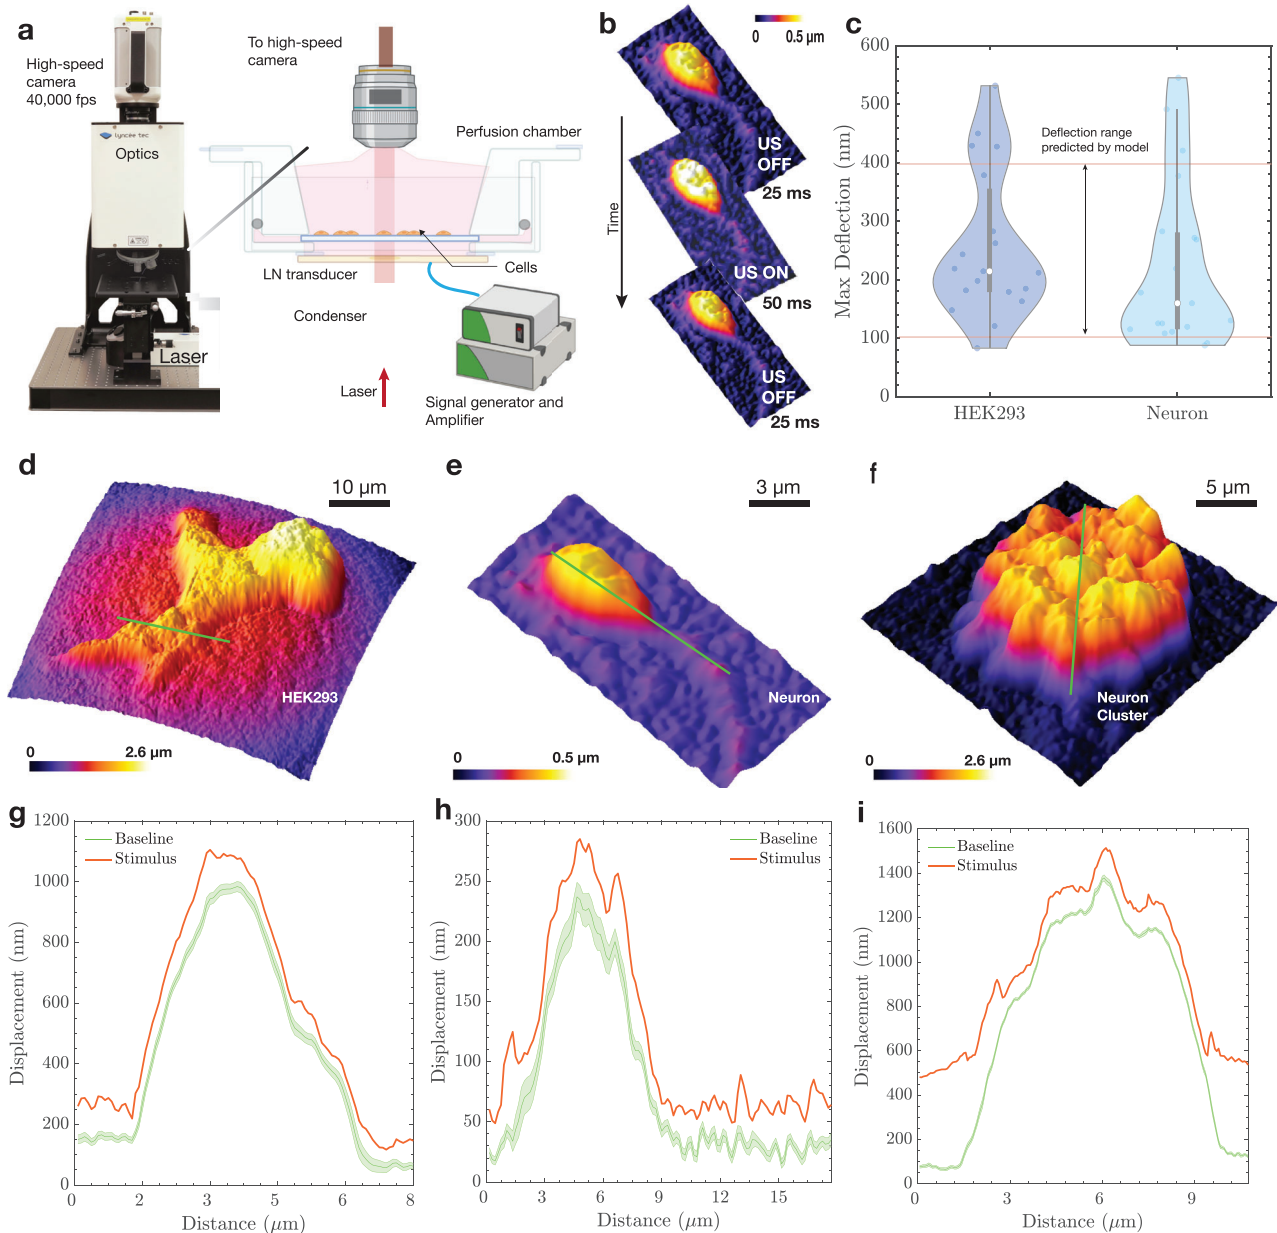 a
High-speed
camera
40,000 fps
lyncée tec
Optics
Laser
To high-speed
camera
Perfusion chamber
LN transducer
Cells
Condenser
Laser
Signal generator and
Amplifier
b
0 0.5 µm
Time
US
OFF
25 ms
US ON
50 ms
US
OFF
25 ms
c
600
500
400
300
200
100
0
Max Deflection (nm)
Deflection range
predicted by model
HEK293 Neuron
d
10 µm
HEK293
0 2.6 µm
e
3 µm
Neuron
0 0.5 µm
f
5 µm
Neuron
Cluster
0 2.6 µm
g
1200
1000
800
600
400
200
0
Displacement (nm)
Baseline
Stimulus
0 2 3 5 6 8
Distance (µm)
h
300
250
200
150
100
50
0
Displacement (nm)
Baseline
Stimulus
0 3 6 9 12 15
Distance (µm)
i
1600
1400
1200
1000
800
600
400
200
0
Displacement (nm)
Baseline
Stimulus
0 3 6 9
Distance (µm)